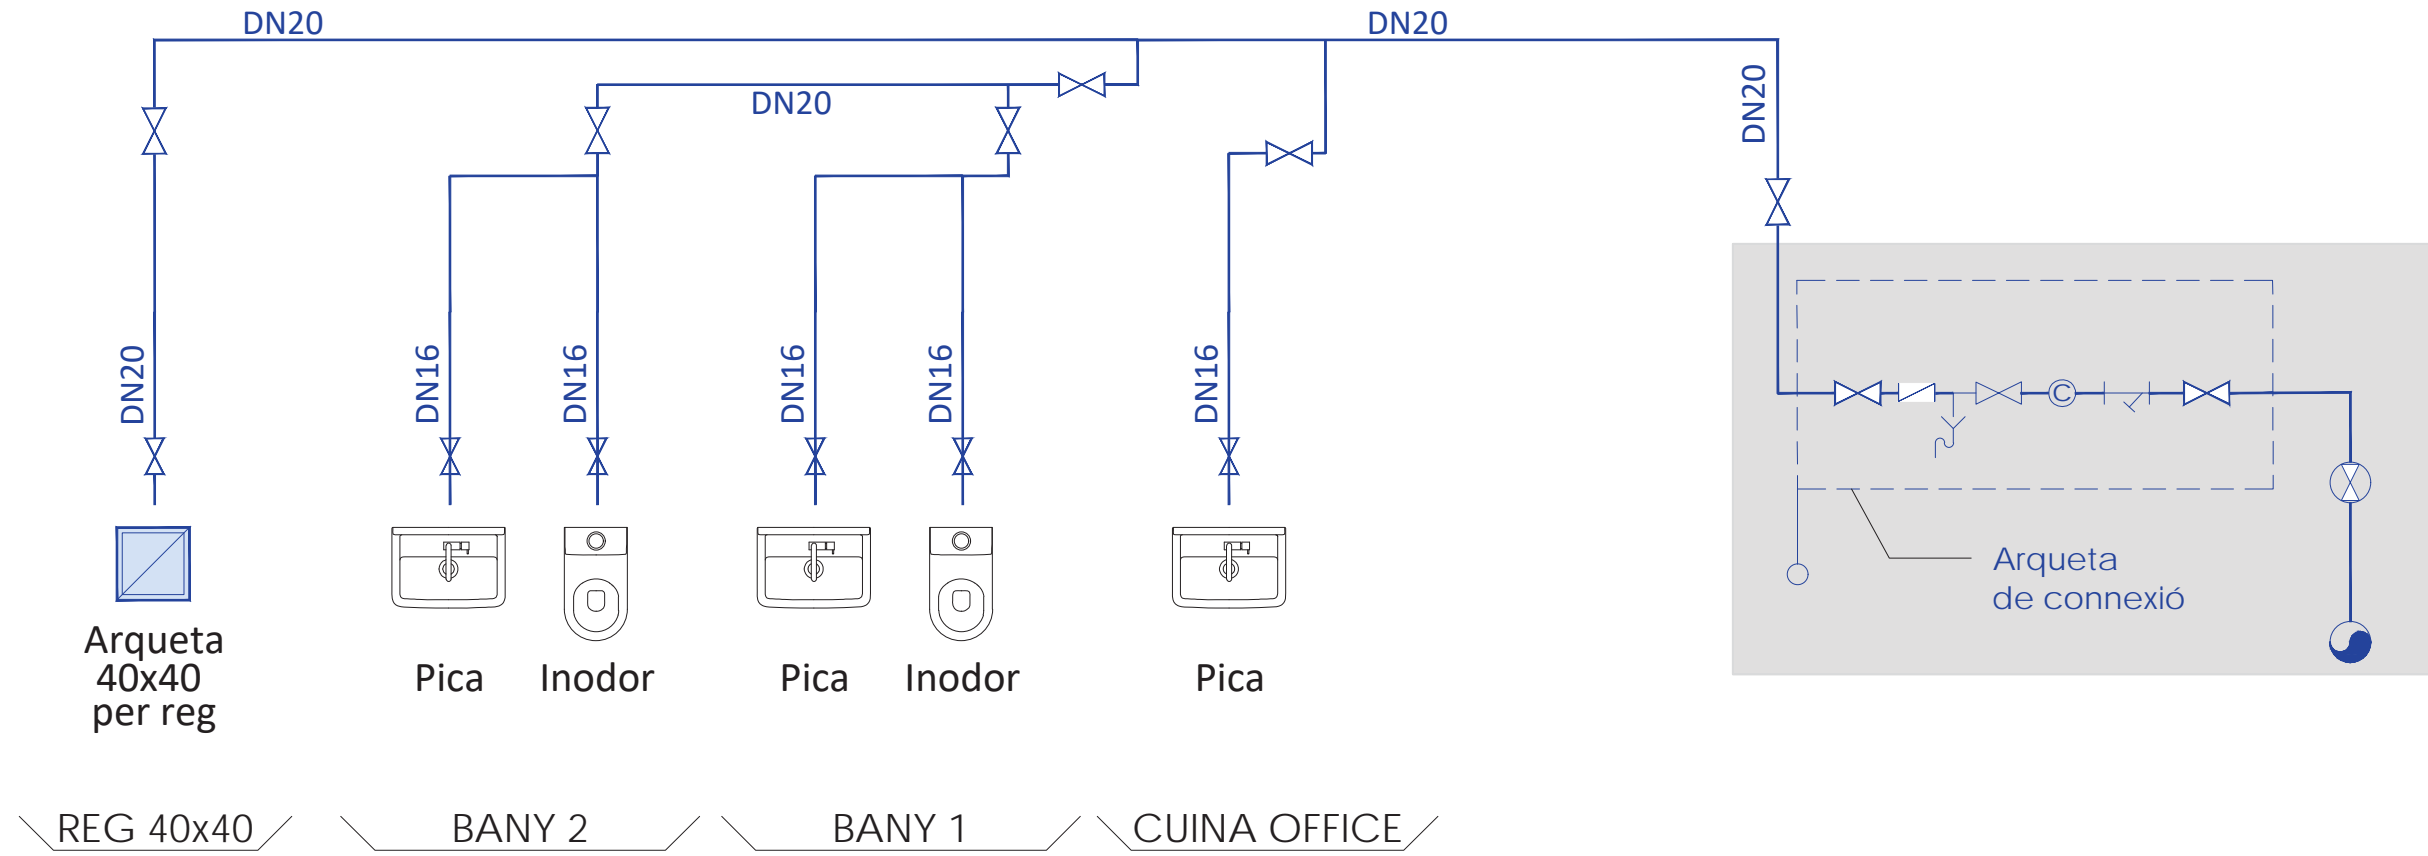 DN20
DN20
DN20
DN20
DN20
DN16
DN16
DN16
DN16
DN16
C
Arqueta
de connexió
Arqueta
40x40
per reg
Pica
Inodor
Pica
Inodor
Pica
REG 40x40
BANY 2
BANY 1
CUINA OFFICE